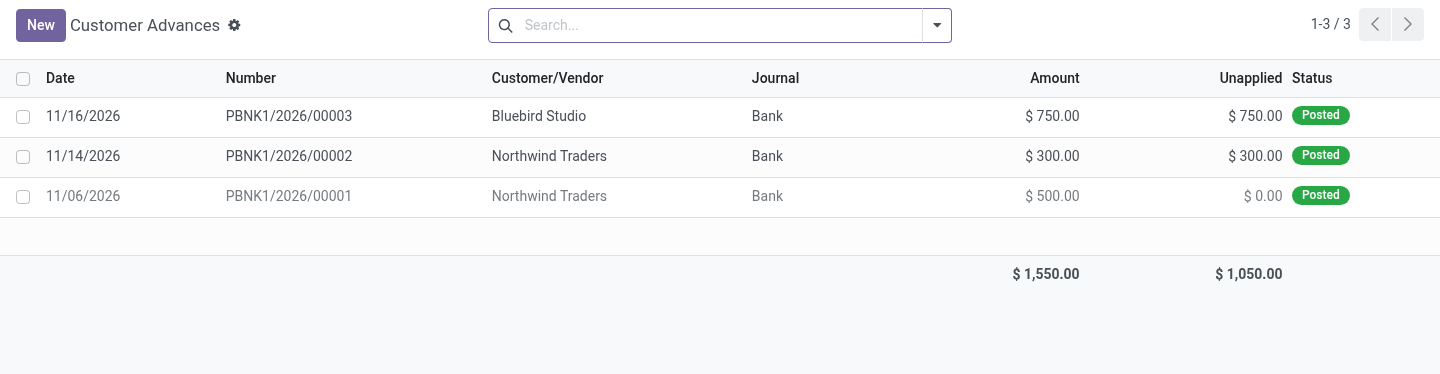 New Customer Advances Search... 1-3 / 3
Date Number Customer/Vendor Journal Amount Unapplied Status
11/16/2026 PBNK1/2026/00003 Bluebird Studio Bank $ 750.00 $ 750.00 Posted
11/14/2026 PBNK1/2026/00002 Northwind Traders Bank $ 300.00 $ 300.00 Posted
11/06/2026 PBNK1/2026/00001 Northwind Traders Bank $ 500.00 $ 0.00 Posted
$ 1,550.00 $ 1,050.00